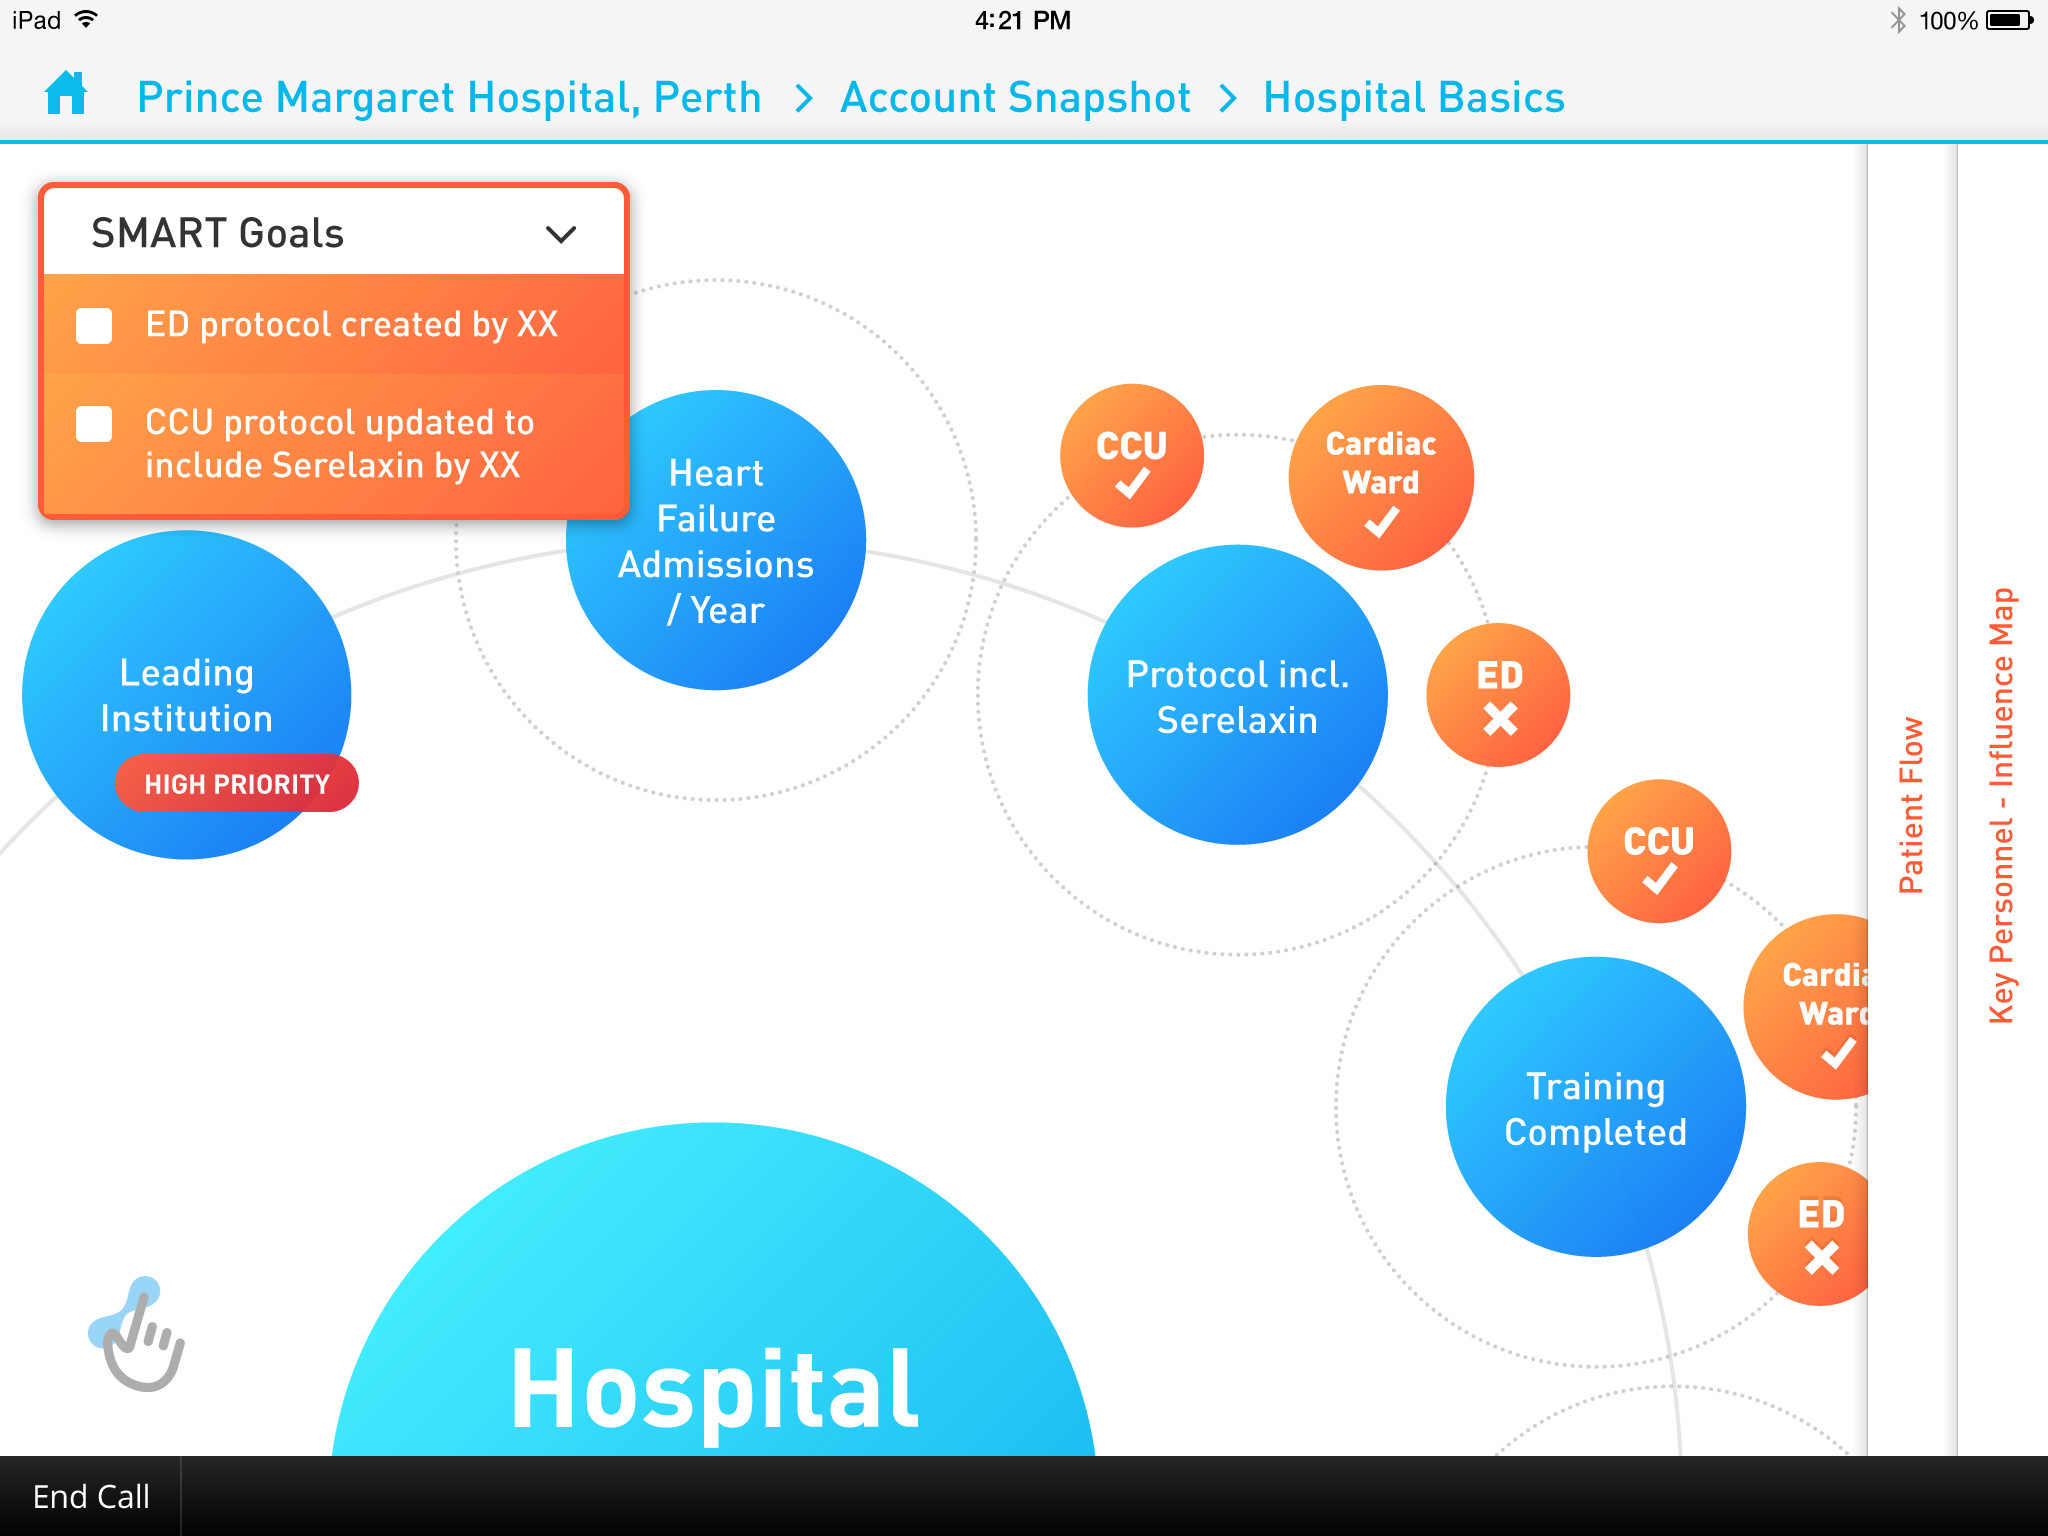 iPad
4:21 PM
100%
Prince Margaret Hospital, Perth > Account Snapshot > Hospital Basics
SMART Goals
ED protocol created by XX
CCU protocol updated to
include Serelaxin by XX
Heart
Failure
Admissions
/ Year
Leading
Institution
HIGH PRIORITY
CCU
Cardiac
Ward
Protocol incl.
Serelaxin
ED
CCU
Cardia
Ward
Training
Completed
ED
Hospital
Patient Flow
Key Personnel - Influence Map
End Call